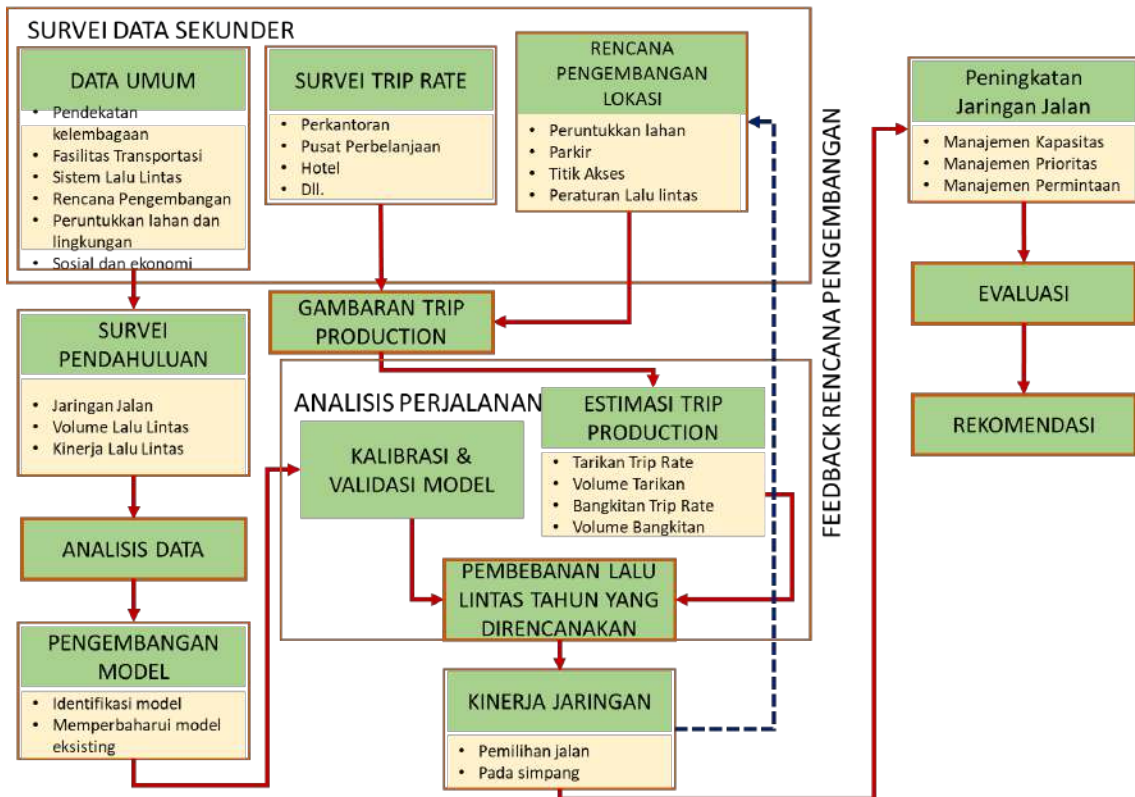 SURVEI DATA SEKUNDER
DATA UMUM
• Pendekatan
kelembagaan
• Fasilitas Transportasi
• Sistem Lalu Lintas
• Rencana Pengembangan
• Peruntukkan lahan dan
lingkungan
• Sosial dan ekonomi
SURVEI TRIP RATE
• Perkantoran
• Pusat Perbelanjaan
• Hotel
• Dll.
RENCANA
PENGEMBANGAN
LOKASI
• Peruntukkan lahan
• Parkir
• Titik Akses
• Peraturan Lalu lintas
GAMBARAN TRIP
PRODUCTION
SURVEI
PENDAHULUAN
• Jaringan Jalan
• Volume Lalu Lintas
• Kinerja Lalu Lintas
ANALISIS DATA
PENGEMBANGAN
MODEL
• Identifikasi model
• Memperbaharui model
eksisting
ANALISIS PERJALANAN
KALIBRASI &
VALIDASI MODEL
ESTIMASI TRIP
PRODUCTION
• Tarikan Trip Rate
• Volume Tarikan
• Bangkitan Trip Rate
• Volume Bangkitan
PEMBEBANAN LALU
LINTAS TAHUN YANG
DIRENCANAKAN
KINERJA JARINGAN
• Pemilihan jalan
• Pada simpang
FEEDBACK RENCANA PENGEMBANGAN
Peningkatan
Jaringan Jalan
• Manajemen Kapasitas
• Manajemen Prioritas
• Manajemen Permintaan
EVALUASI
REKOMENDASI